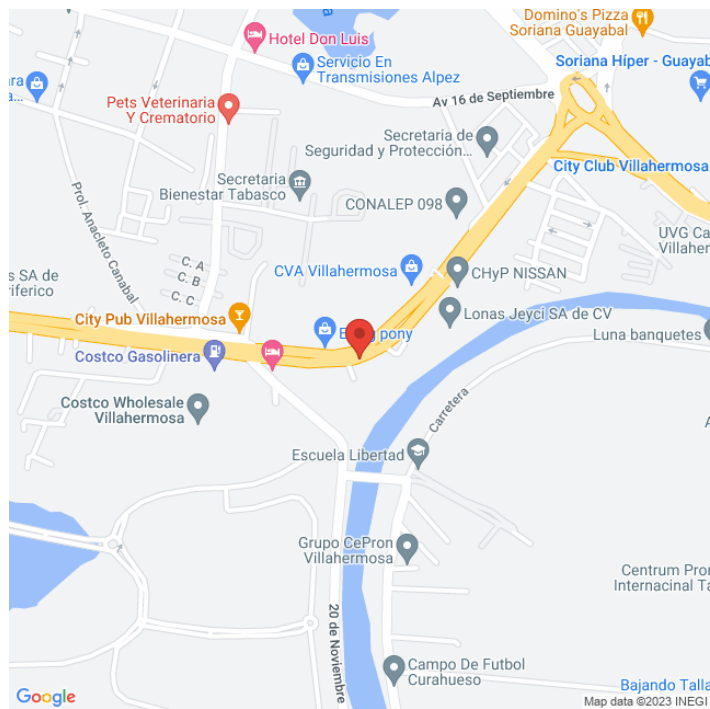 Domino's Pizza
Soriana Guayabal
Hotel Don Luis
Servicio En
Transmisiones Alpez
Soriana Híper - Guayab
Pets Veterinaria
Y Crematorio
Av 16 de Septiembre
Secretaria de
Seguridad y Protección...
City Club Villahermosa
Secretaria
Bienestar Tabasco
Prol. Anacleto Canabal
CONALEP 098
UVG Ca
Villaher
C. A
C. B
C. C
CVA Villahermosa
CHyP NISSAN
s SA de
riferico
City Pub Villahermosa
Lonas Jeyci SA de CV
pony
Luna banquetes
Costco Gasolinera
Costco Wholesale
Villahermosa
Carretera
Escuela Libertad
Grupo CePron
Villahermosa
Centrum Pron
Internacinal Ta
20 de Noviembre
Campo De Futbol
Curahueso
Bajando Talla
Google
Map data ©2023 INEGI